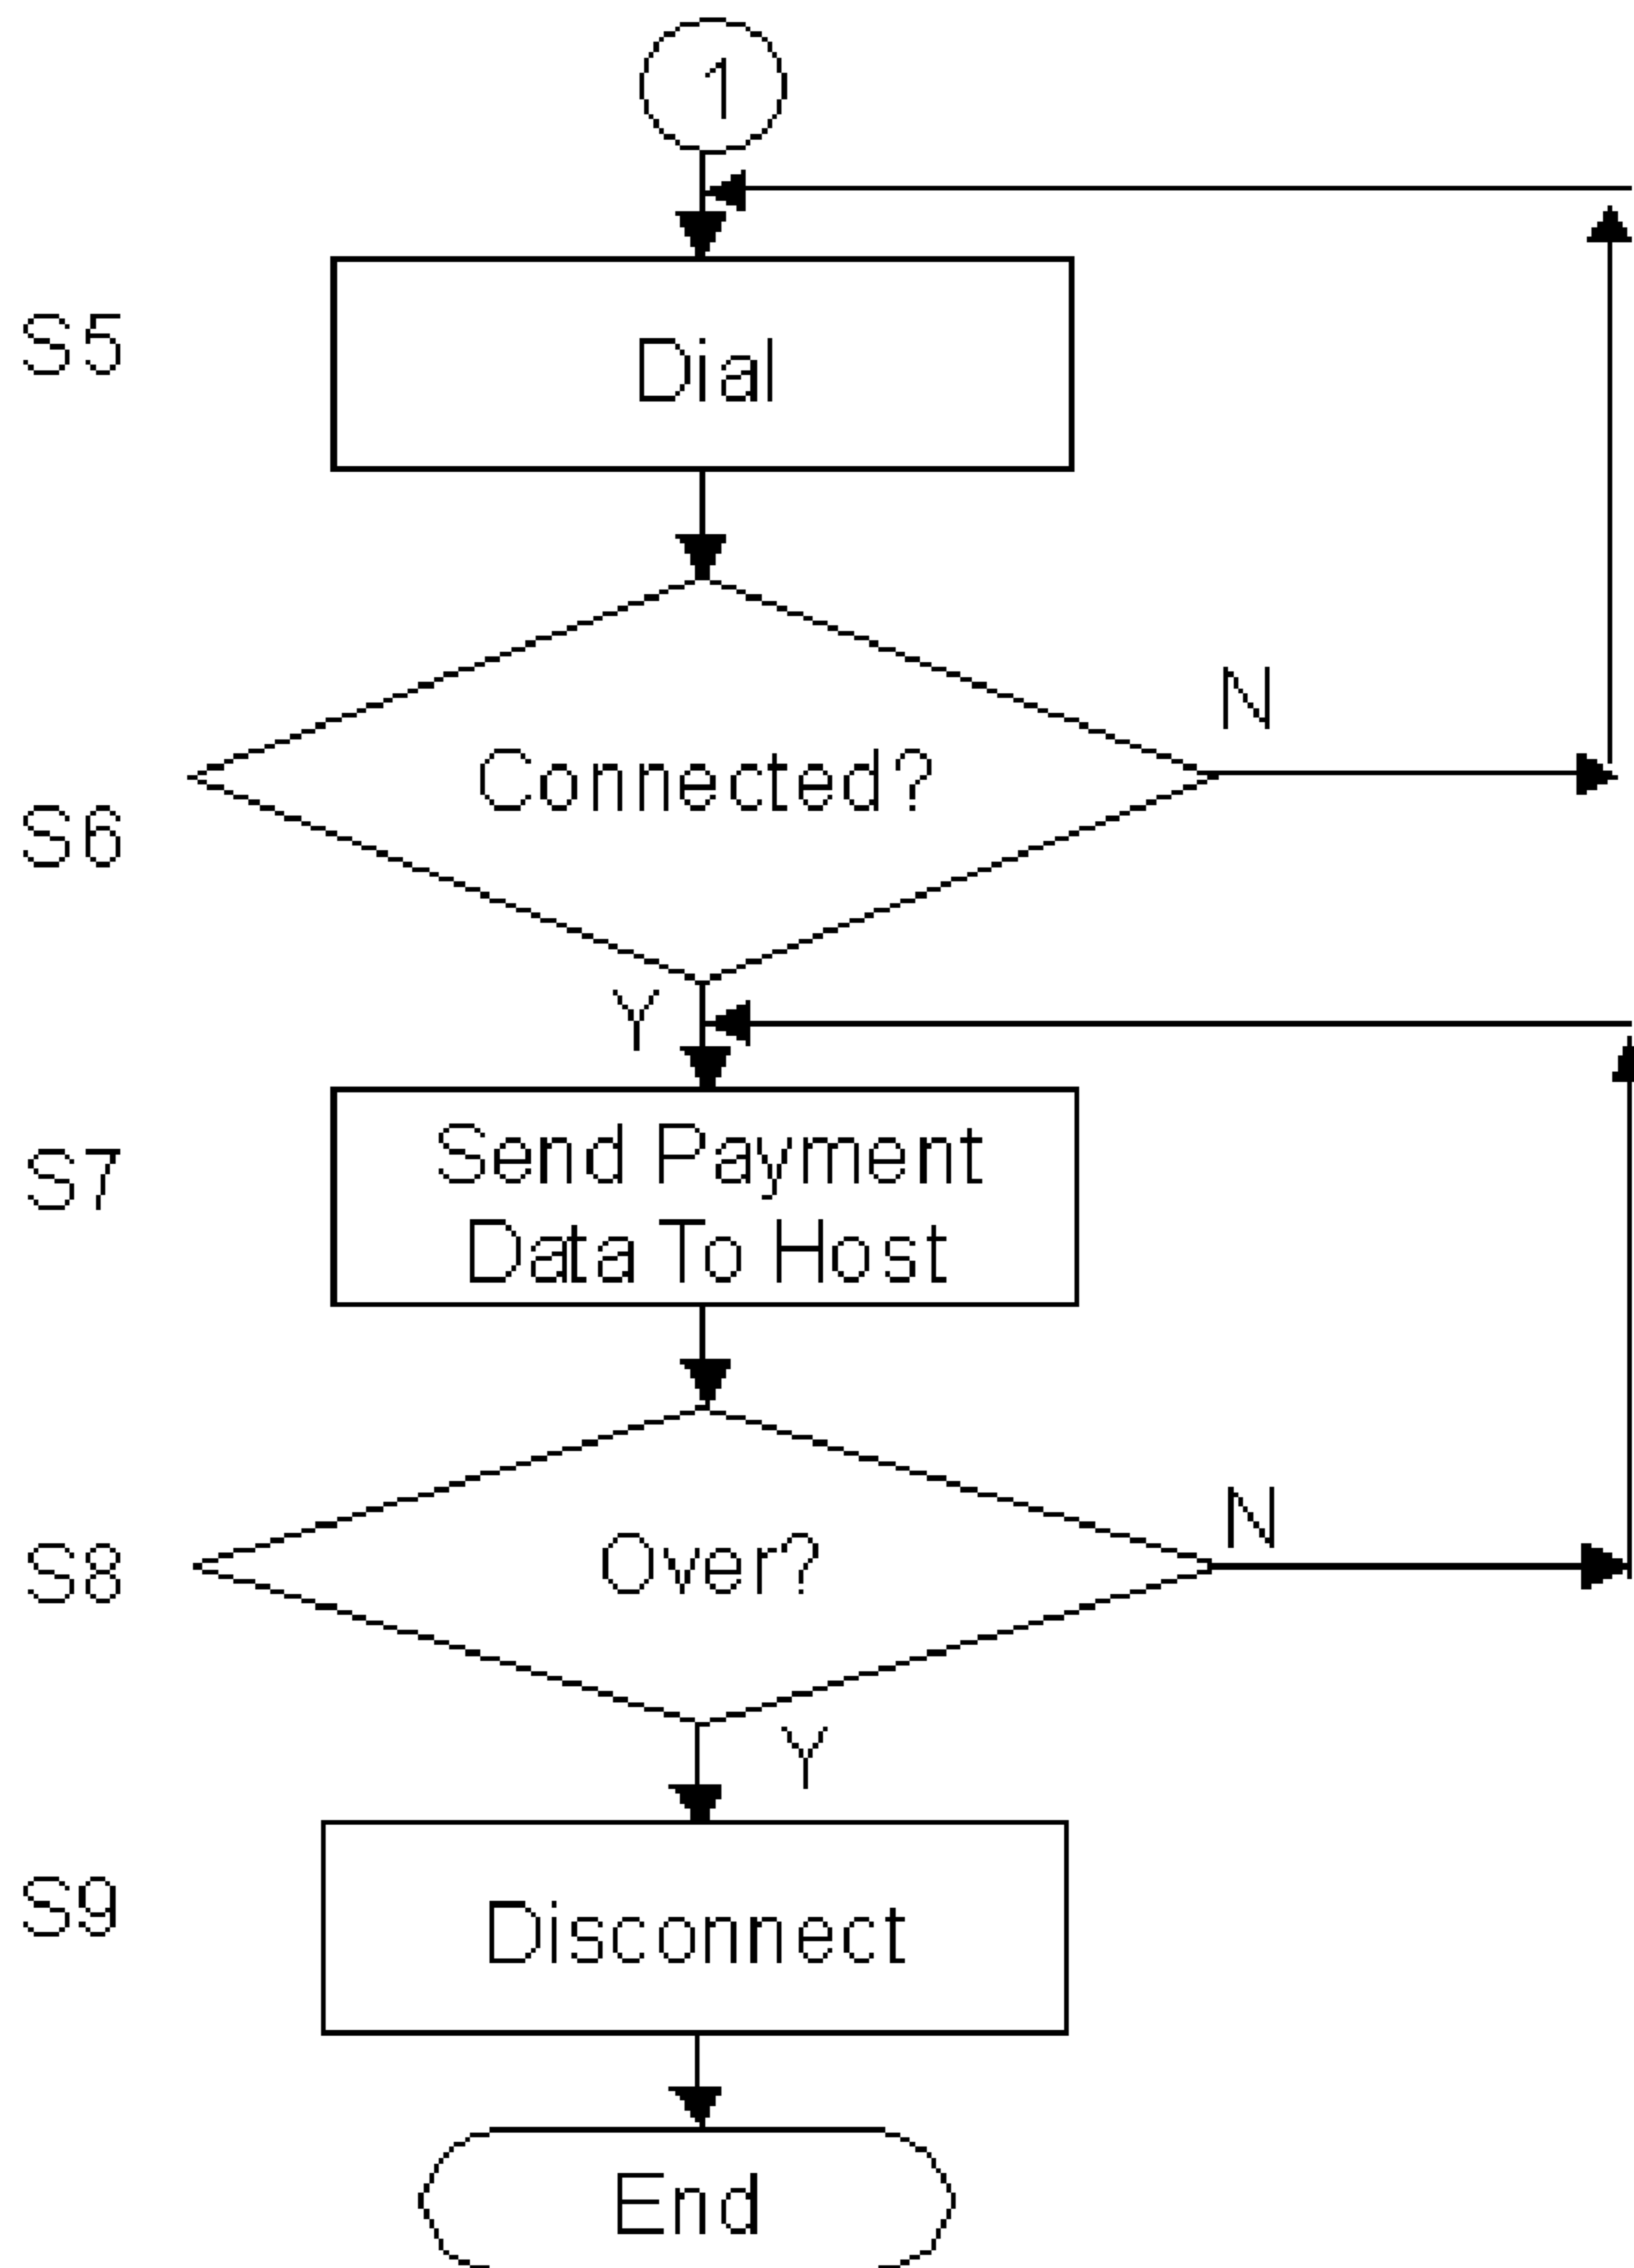 1
S5
Dial
N
Connected?
S6
Y
Send Payment
Data To Host
S7
N
Over?
S8
Y
Disconnect
S9
End